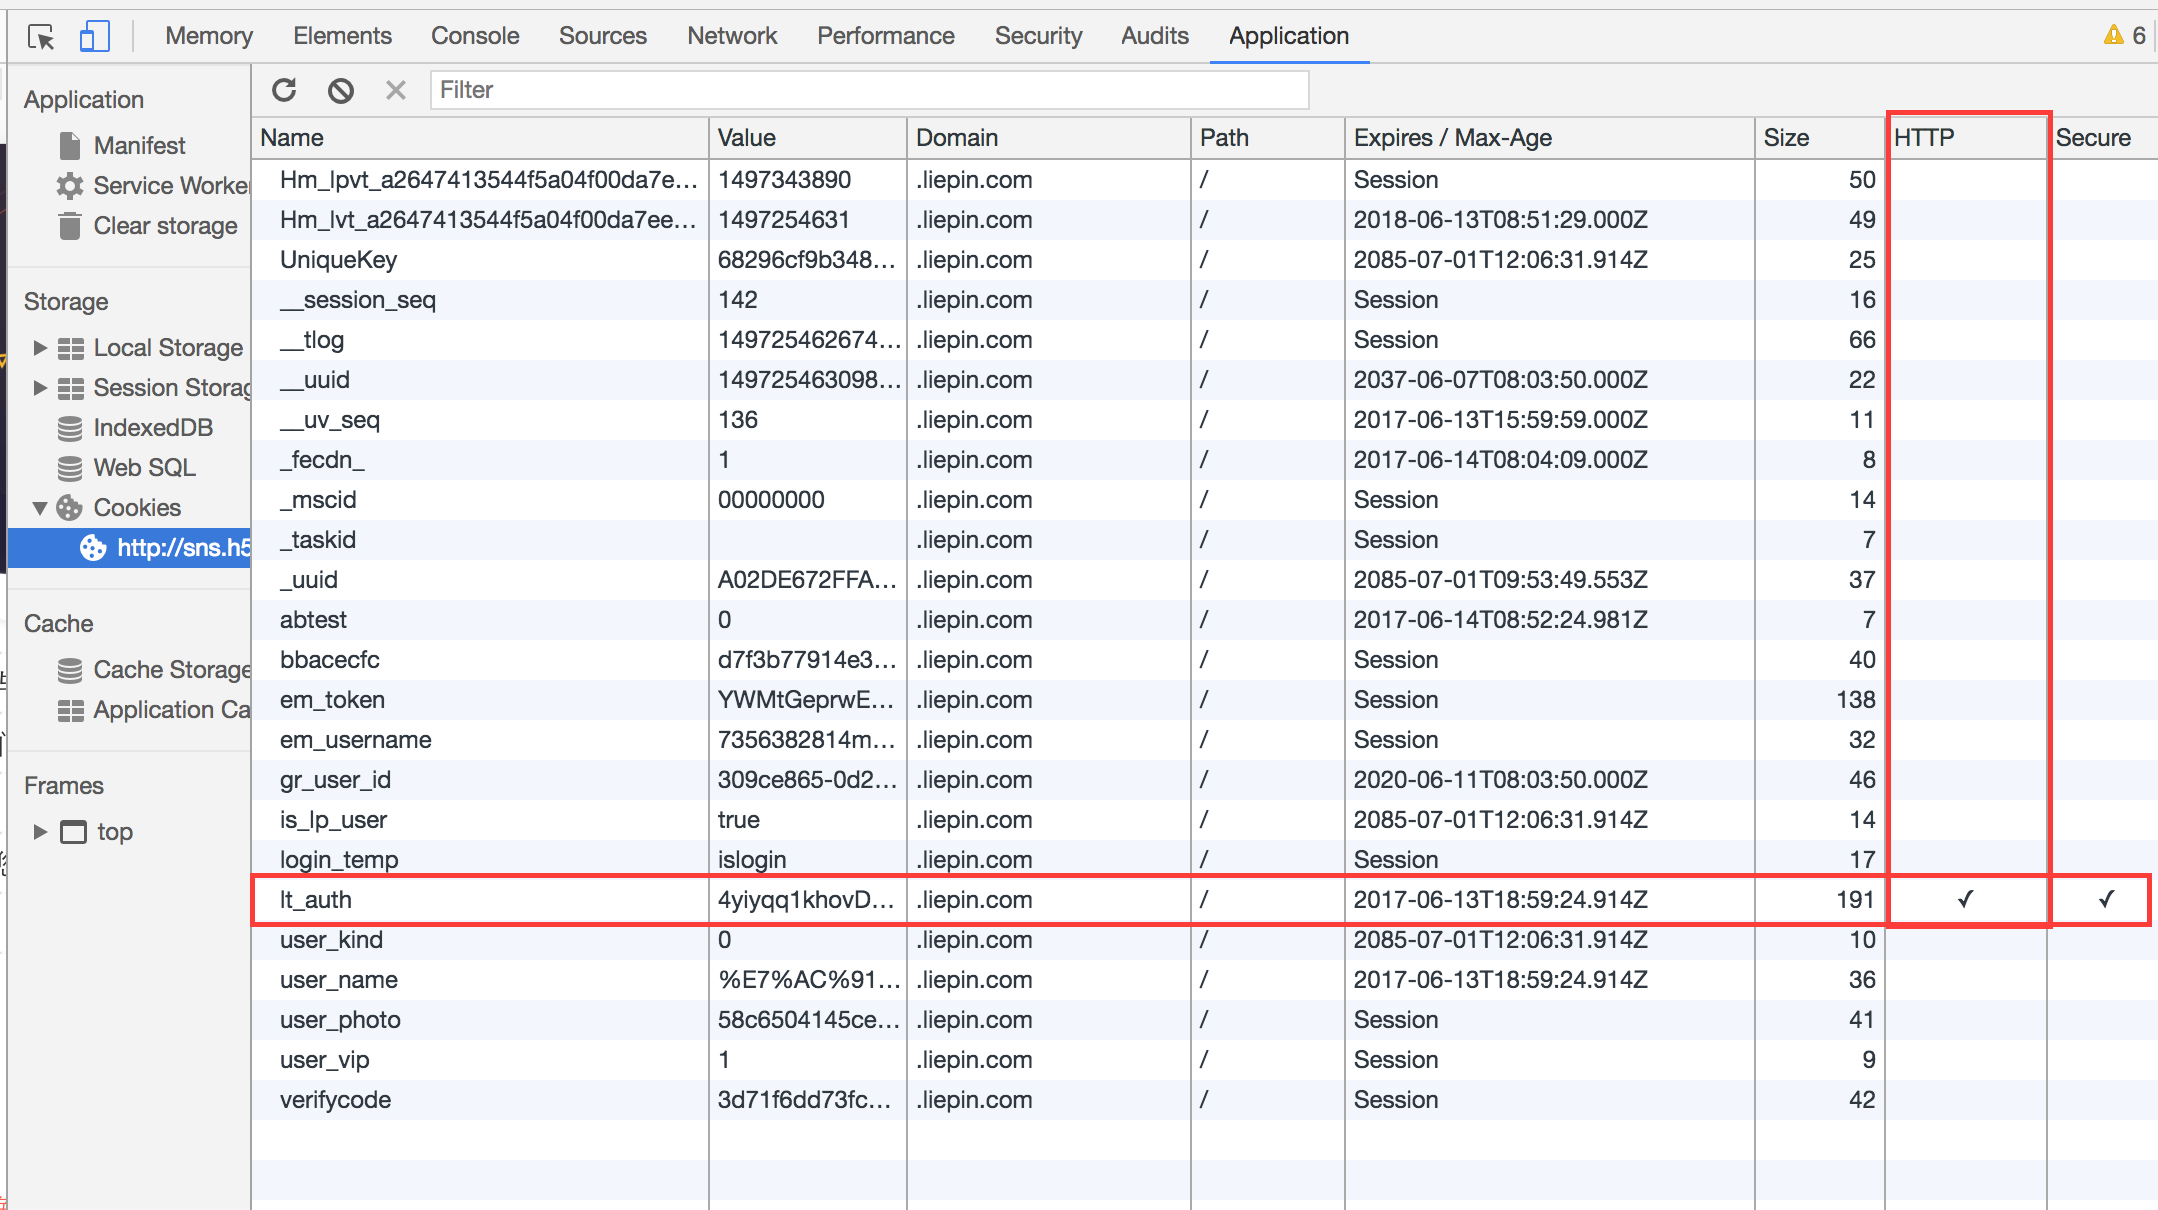 Memory Elements Console Sources Network Performance Security Audits Application 6
Application
Manifest
Service Worker
Clear storage
Storage
Local Storage
Session Storag
IndexedDB
Web SQL
Cookies
http://sns.h5
Cache
Cache Storage
Application Ca
Frames
top
Filter
Name Value Domain Path Expires / Max-Age Size HTTP Secure
Hm_lpvt_a2647413544f5a04f00da7e... 1497343890 .liepin.com / Session 50
Hm_lvt_a2647413544f5a04f00da7ee... 1497254631 .liepin.com / 2018-06-13T08:51:29.000Z 49
UniqueKey 68296cf9b348... .liepin.com / 2085-07-01T12:06:31.914Z 25
__session_seq 142 .liepin.com / Session 16
__tlog 149725462674... .liepin.com / Session 66
__uuid 149725463098... .liepin.com / 2037-06-07T08:03:50.000Z 22
__uv_seq 136 .liepin.com / 2017-06-13T15:59:59.000Z 11
_fecdn_ 1 .liepin.com / 2017-06-14T08:04:09.000Z 8
_mscid 00000000 .liepin.com / Session 14
_taskid .liepin.com / Session 7
_uuid A02DE672FFA... .liepin.com / 2085-07-01T09:53:49.553Z 37
abtest 0 .liepin.com / 2017-06-14T08:52:24.981Z 7
bbacecfc d7f3b77914e3... .liepin.com / Session 40
em_token YWMtGeprwE... .liepin.com / Session 138
em_username 7356382814m... .liepin.com / Session 32
gr_user_id 309ce865-0d2... .liepin.com / 2020-06-11T08:03:50.000Z 46
is_lp_user true .liepin.com / 2085-07-01T12:06:31.914Z 14
login_temp islogin .liepin.com / Session 17
lt_auth 4yiyqq1khovD... .liepin.com / 2017-06-13T18:59:24.914Z 191 ✓ ✓
user_kind 0 .liepin.com / 2085-07-01T12:06:31.914Z 10
user_name %E7%AC%91... .liepin.com / 2017-06-13T18:59:24.914Z 36
user_photo 58c6504145ce... .liepin.com / Session 41
user_vip 1 .liepin.com / Session 9
verifycode 3d71f6dd73fc... .liepin.com / Session 42